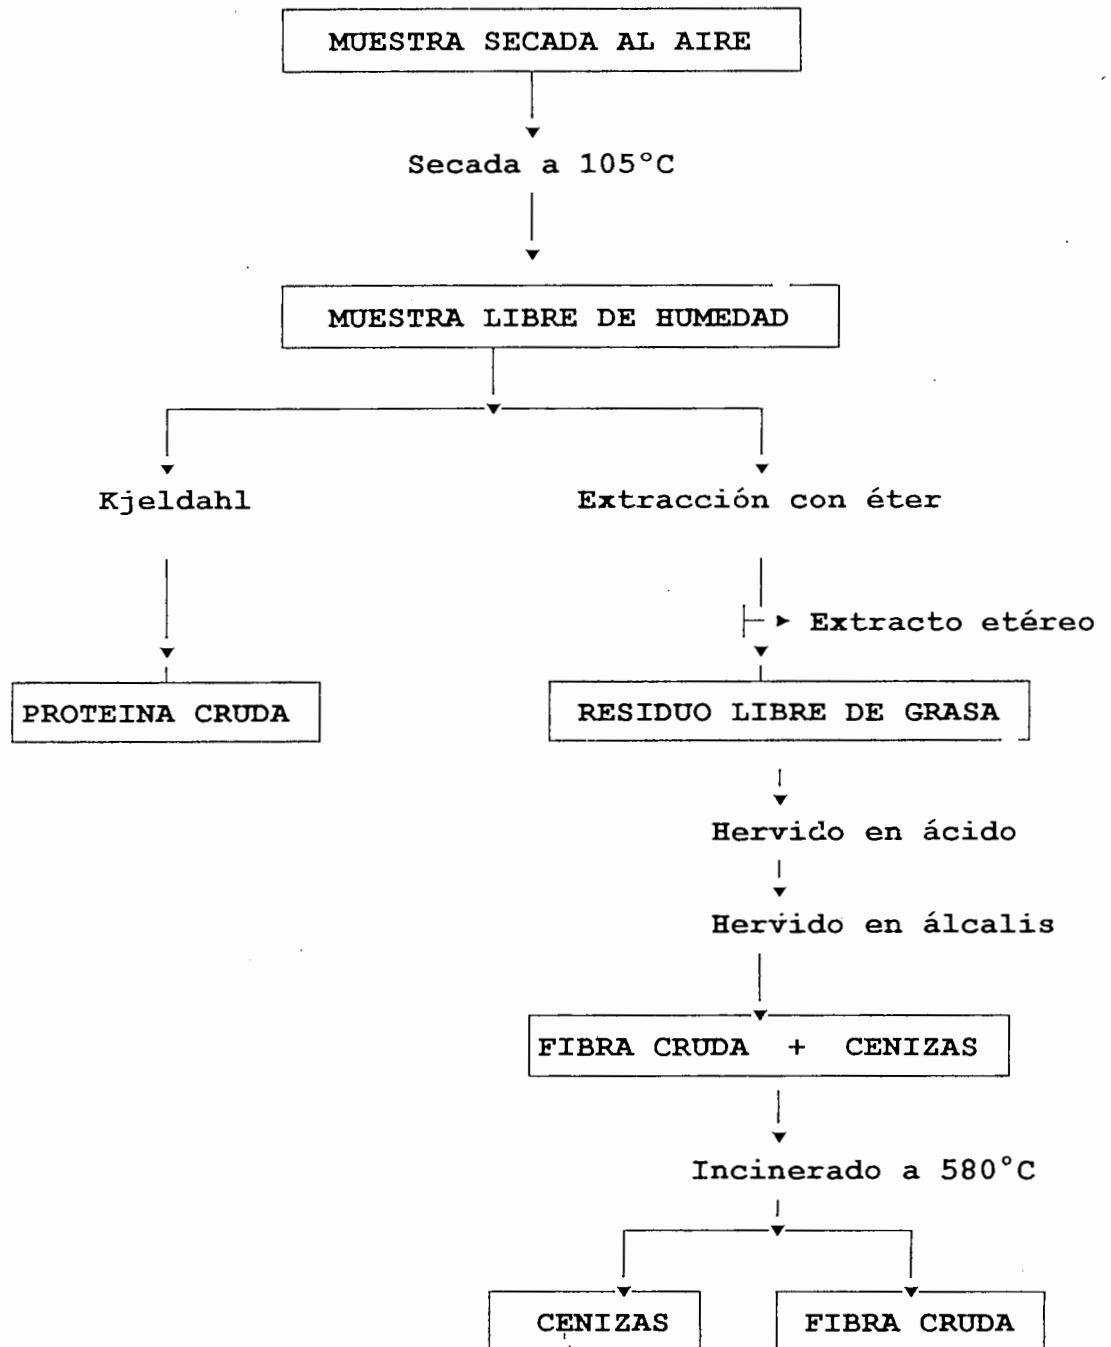 MUESTRA SECADA AL AIRE
Secada a 105°C
MUESTRA LIBRE DE HUMEDAD
Kjeldahl
Extracción con éter
Extracto etéreo
PROTEINA CRUDA
RESIDUO LIBRE DE GRASA
Hervido en ácido
Hervido en álcalis
FIBRA CRUDA + CENIZAS
Incinerado a 580°C
CENIZAS
FIBRA CRUDA